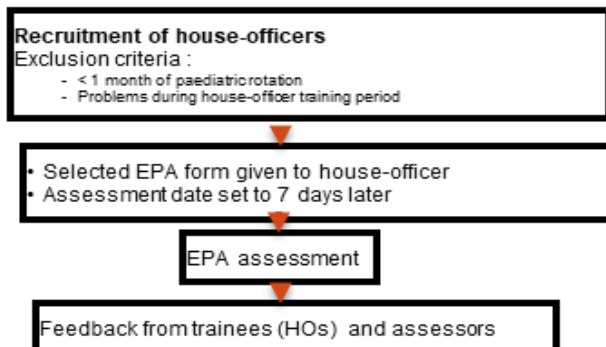 Recruitment of house-officers
Exclusion criteria :
- < 1 month of paediatric rotation
- Problems during house-officer training period
• Selected EPA form given to house-officer
• Assessment date set to 7 days later
EPA assessment
Feedback from trainees (HOs) and assessors